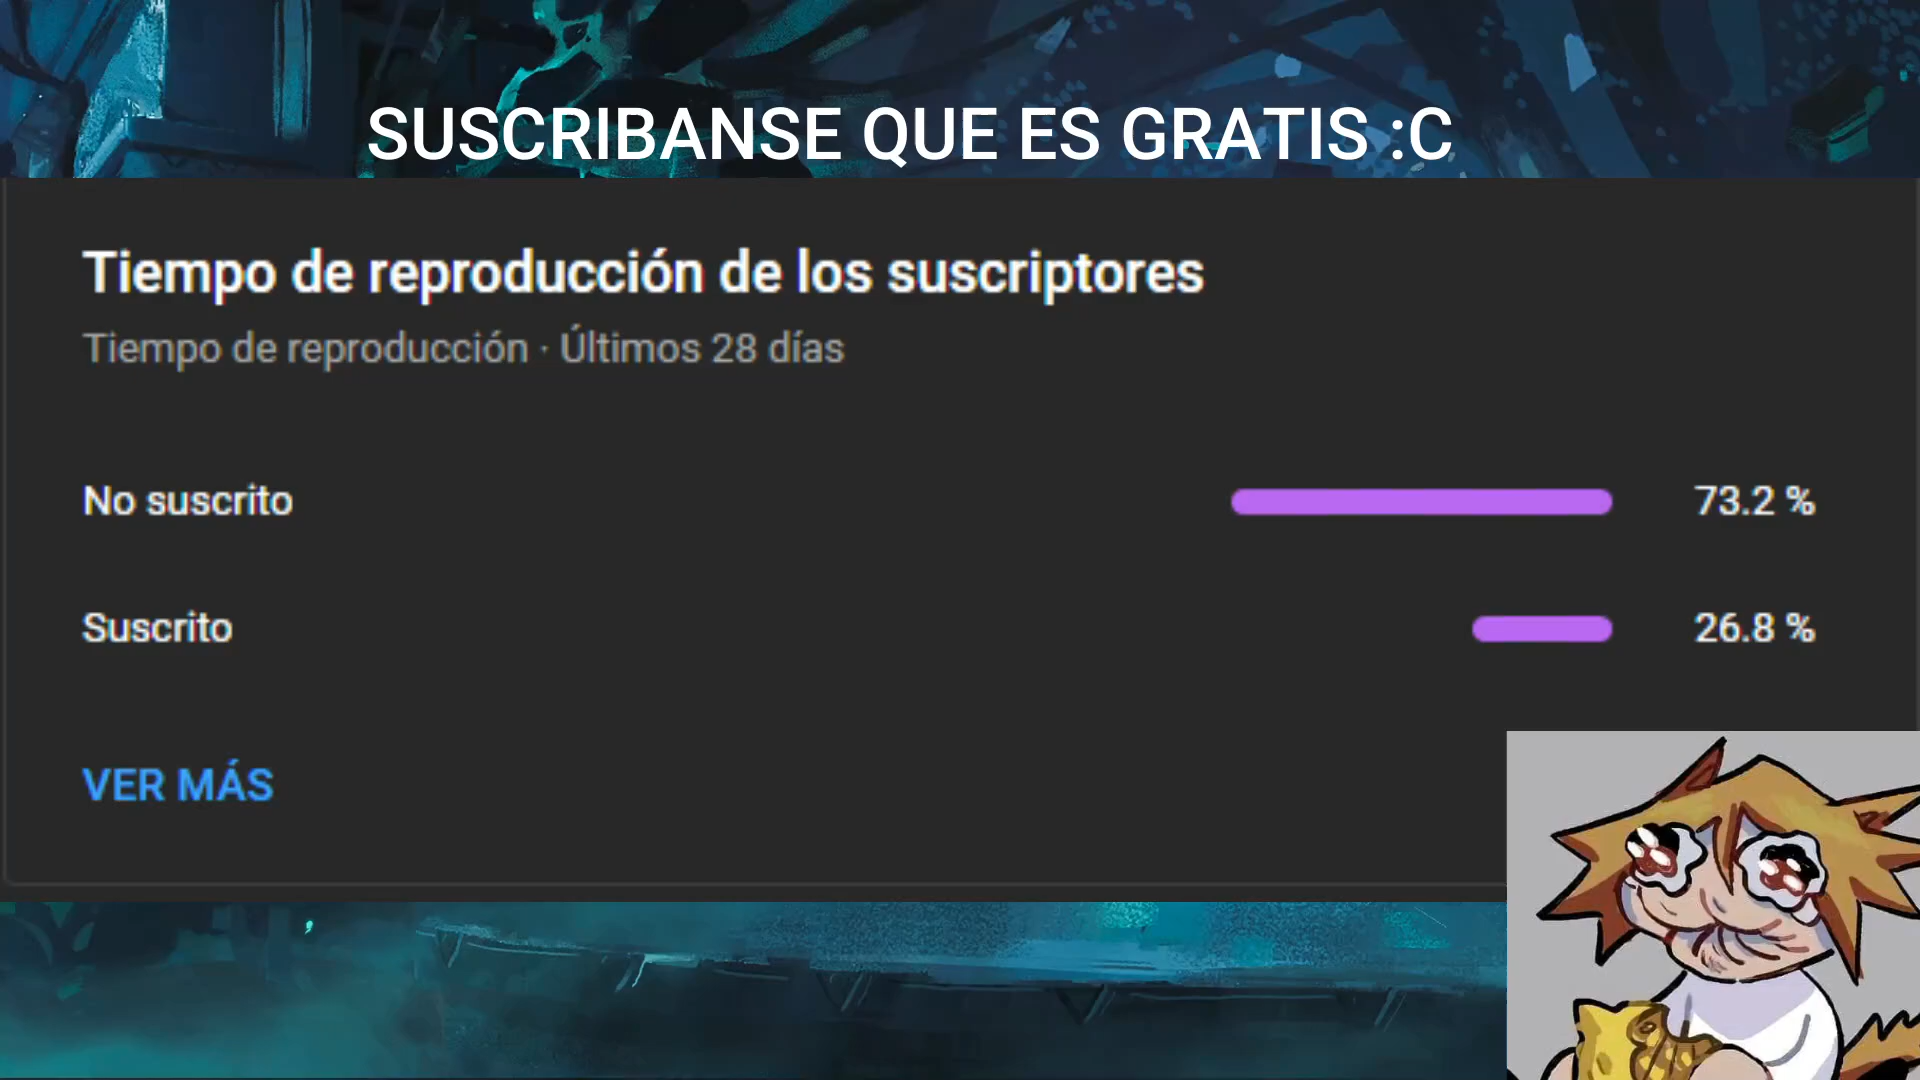 SUSCRIBANSE QUE ES GRATIS :C
Tiempo de reproducción de los suscriptores
Tiempo de reproducción · Últimos 28 días
No suscrito 73.2 %
Suscrito 26.8 %
VER MÁS